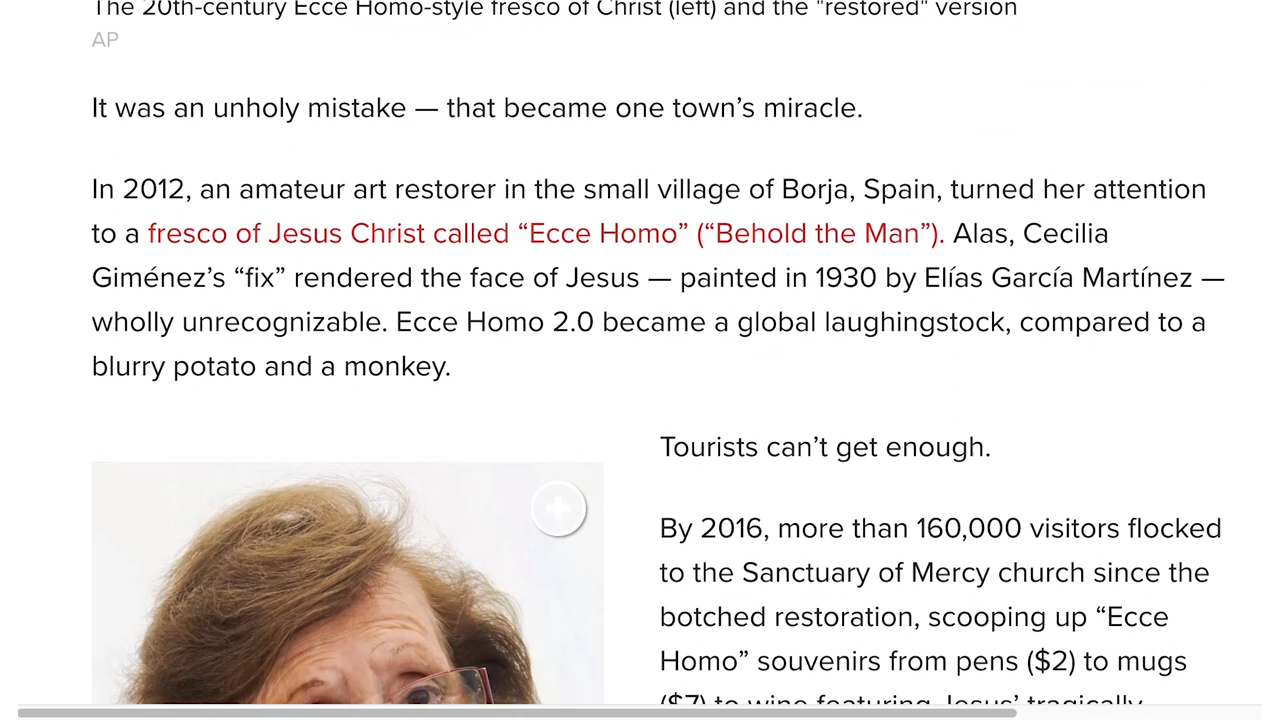 The 20th-century Ecce Homo-style fresco of Christ (left) and the "restored" version
AP
It was an unholy mistake — that became one town’s miracle.
In 2012, an amateur art restorer in the small village of Borja, Spain, turned her attention
to a fresco of Jesus Christ called “Ecce Homo” (“Behold the Man”). Alas, Cecilia
Giménez’s “fix” rendered the face of Jesus — painted in 1930 by Elías García Martínez —
wholly unrecognizable. Ecce Homo 2.0 became a global laughingstock, compared to a
blurry potato and a monkey.
Tourists can’t get enough.
By 2016, more than 160,000 visitors flocked
to the Sanctuary of Mercy church since the
botched restoration, scooping up “Ecce
Homo” souvenirs from pens ($2) to mugs
($7) to wine featuring Jesus’ tragically